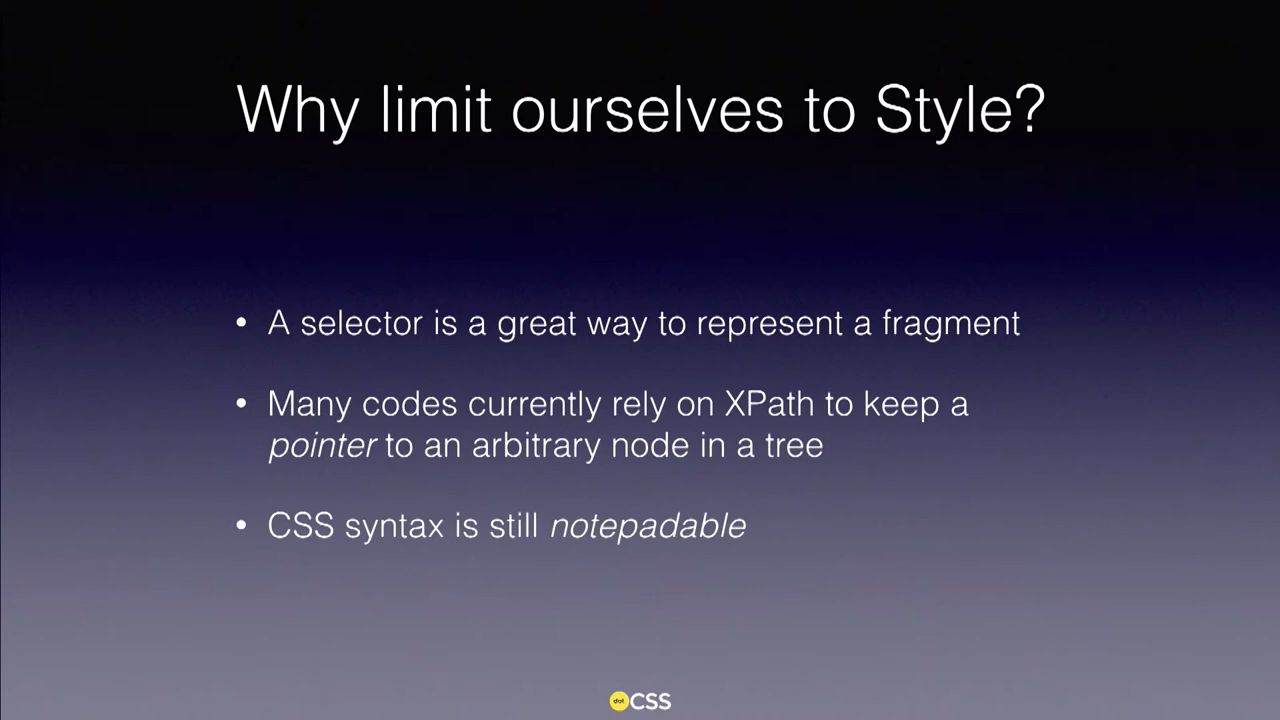 Why limit ourselves to Style?
• A selector is a great way to represent a fragment
• Many codes currently rely on XPath to keep a
pointer to an arbitrary node in a tree
• CSS syntax is still notepadable
dot CSS